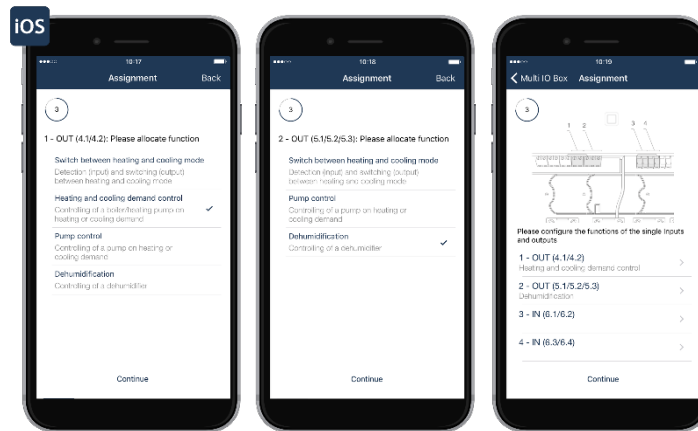 iOS
10:17
Assignment
Back
3
1 - OUT (4.1/4.2): Please allocate function
Switch between heating and cooling mode
Detection (input) and switching (output)
between heating and cooling mode
Heating and cooling demand control
Controlling of a boiler/heating pump on
heating or cooling demand
Pump control
Controlling of a pump on heating or
cooling demand
Dehumidification
Controlling of a dehumidifier
Continue
10:18
Assignment
Back
3
2 - OUT (5.1/5.2/5.3): Please allocate function
Switch between heating and cooling mode
Detection (input) and switching (output)
between heating and cooling mode
Pump control
Controlling of a pump on heating or
cooling demand
Dehumidification
Controlling of a dehumidifier
Continue
10:19
Multi IO Box
Assignment
3
1 2 3 4
Please configure the functions of the single inputs
and outputs
1 - OUT (4.1/4.2)
Heating and cooling demand control
2 - OUT (5.1/5.2/5.3)
Dehumidification
3 - IN (6.1/6.2)
4 - IN (6.3/6.4)
Continue